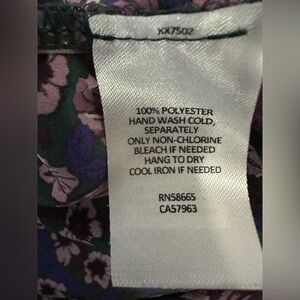 XX7502
100% POLYESTER
HAND WASH COLD,
SEPARATELY
ONLY NON-CHLORINE
BLEACH IF NEEDED
HANG TO DRY
COOL IRON IF NEEDED
RN58665
CA57963